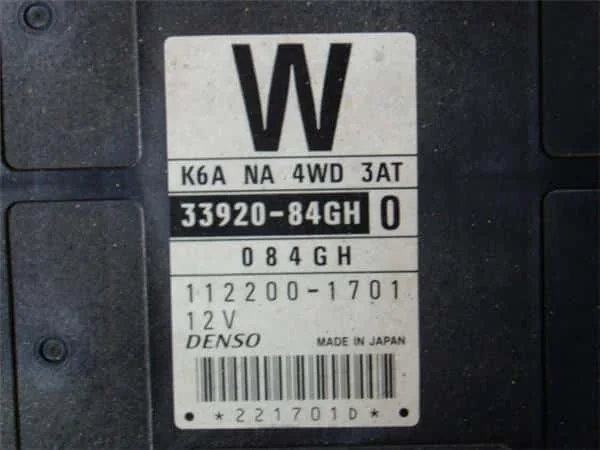 W
K6A NA 4WD 3AT
33920-84GH 0
084GH
112200-1701
12V
DENSO MADE IN JAPAN
*221701D*